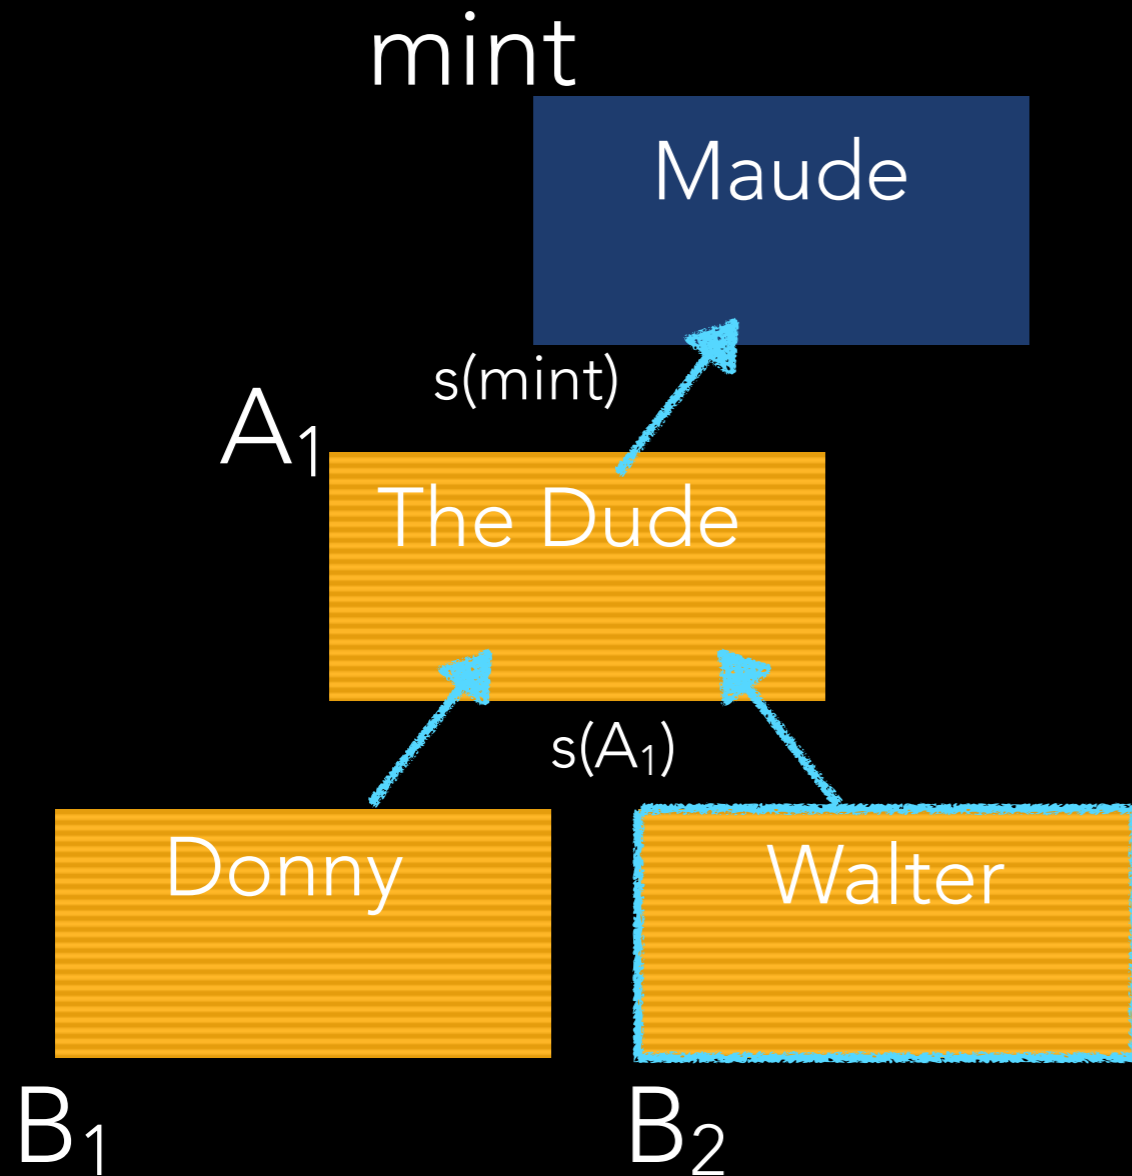 mint
Maude
s(mint)
A₁
The Dude
s(A₁)
Donny
Walter
B₁
B₂